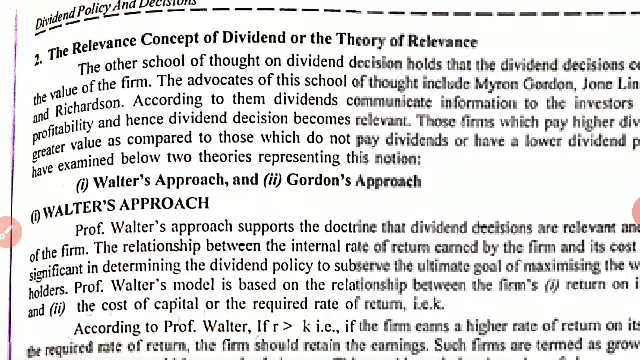 Dividend Policy And Decisions
2. The Relevance Concept of Dividend or the Theory of Relevance
The other school of thought on dividend decision holds that the dividend decisions
the value of the firm. The advocates of this school of thought include Myron Gordon, Jone
and Richardson. According to them dividends communicate information to the investors
profitability and hence dividend decision becomes relevant. Those firms which pay higher
greater value as compared to those which do not pay dividends or have a lower dividend
have examined below two theories representing this notion:
(i) Walter's Approach, and (ii) Gordon's Approach
(i) WALTER'S APPROACH
Prof. Walter's approach supports the doctrine that dividend decisions are relevant
of the firm. The relationship between the internal rate of return earned by the firm and its cost
significant in determining the dividend policy to subserve the ultimate goal of maximising the
holders. Prof. Walter's model is based on the relationship between the firm's (i) return on
and (ii) the cost of capital or the required rate of return, i.e.k.
According to Prof. Walter, If r > k i.e., if the firm earns a higher rate of return on
the required rate of return, the firm should retain the earnings. Such firms are termed as